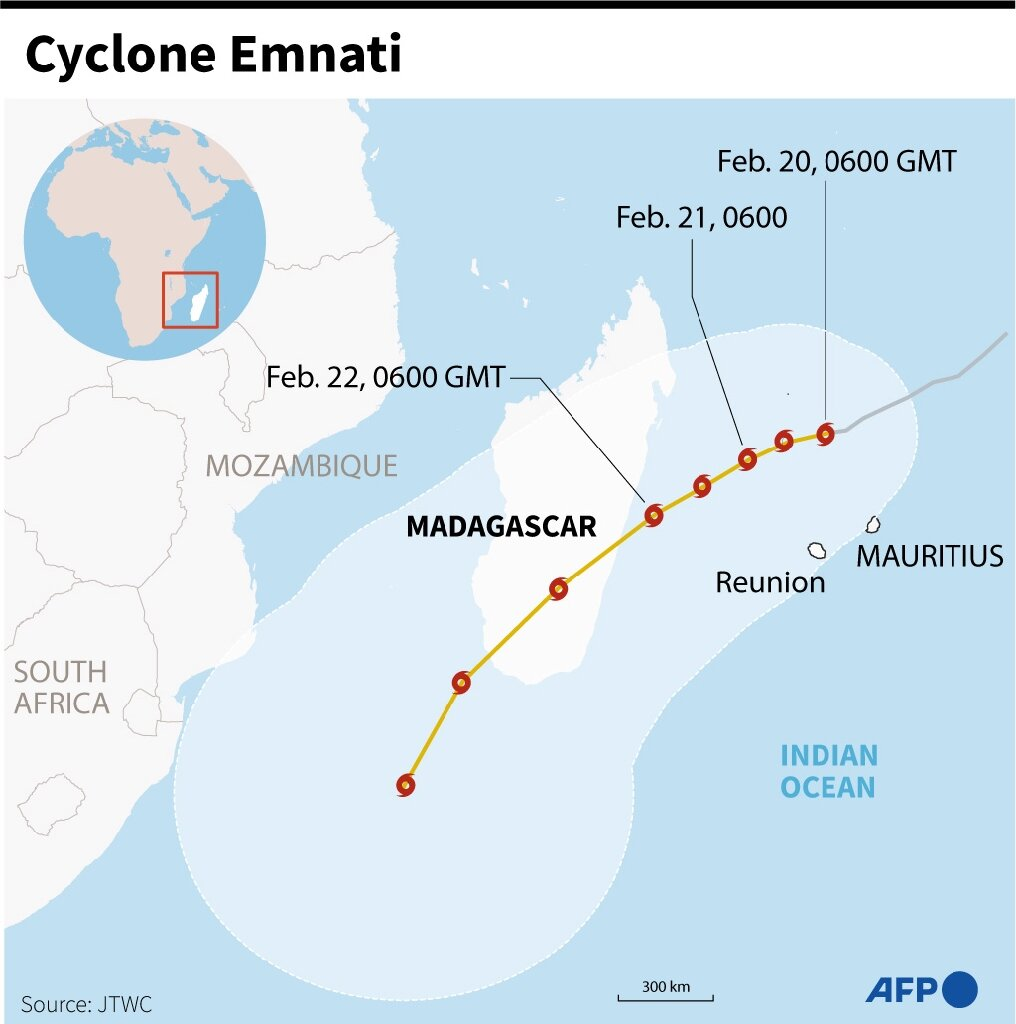 Cyclone Emnati
Feb. 20, 0600 GMT
Feb. 21, 0600
Feb. 22, 0600 GMT
MOZAMBIQUE
MADAGASCAR
MAURITIUS
Reunion
SOUTH
AFRICA
INDIAN
OCEAN
300 km
Source: JTWC
AFP